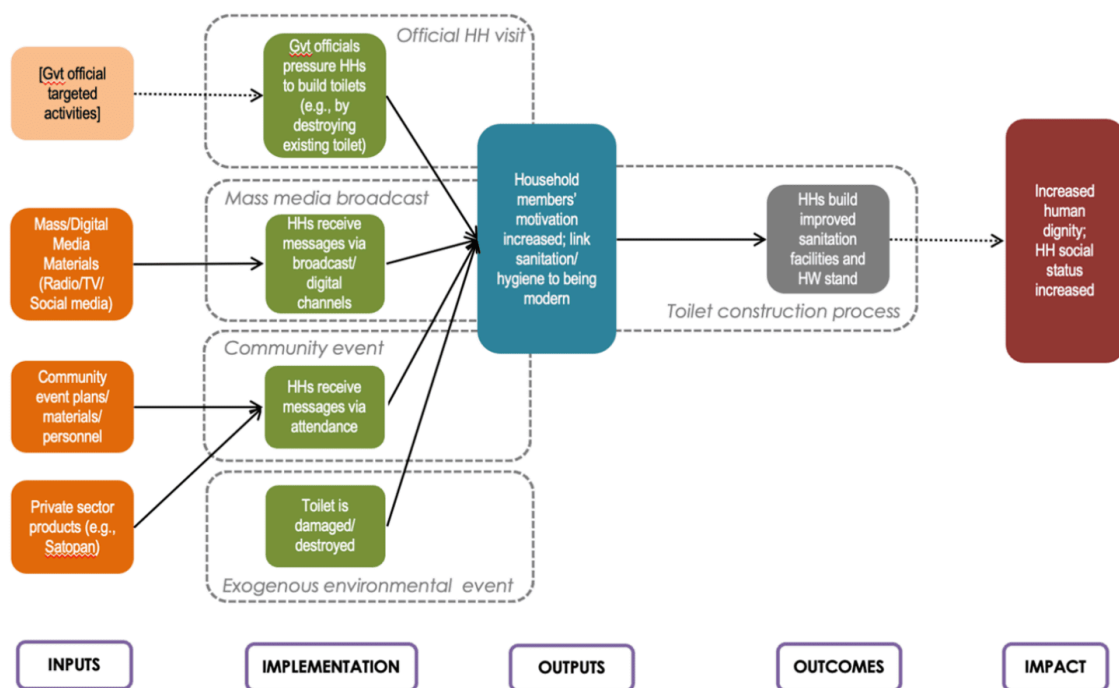 Official HH visit
[Gvt official
targeted
activities]
Gvt officials
pressure HHs
to build toilets
(e.g., by
destroying
existing toilet)
Mass media broadcast
Mass/Digital
Media
Materials
(Radio/TV/
Social media)
HHs receive
messages via
broadcast/
digital
channels
Household
members'
motivation
increased; link
sanitation/
hygiene to being
modern
HHs build
improved
sanitation
facilities and
HW stand
Toilet construction process
Increased
human
dignity;
HH social
status
increased
Community event
Community
event plans/
materials/
personnel
HHs receive
messages via
attendance
Private sector
products (e.g.,
Satopan)
Toilet is
damaged/
destroyed
Exogenous environmental event
INPUTS
IMPLEMENTATION
OUTPUTS
OUTCOMES
IMPACT